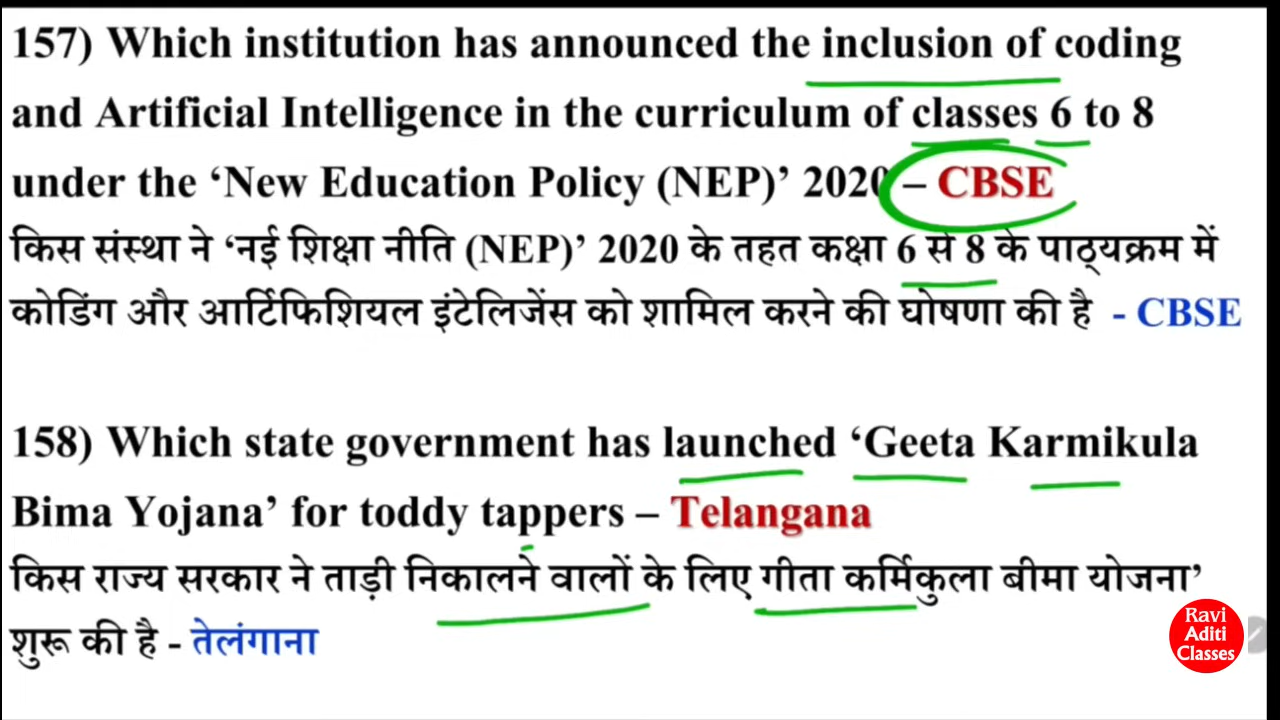 157) Which institution has announced the inclusion of coding
and Artificial Intelligence in the curriculum of classes 6 to 8
under the ‘New Education Policy (NEP)’ 2020 – CBSE
किस संस्था ने ‘नई शिक्षा नीति (NEP)’ 2020 के तहत कक्षा 6 से 8 के पाठ्यक्रम में
कोडिंग और आर्टिफिशियल इंटेलिजेंस को शामिल करने की घोषणा की है - CBSE
158) Which state government has launched ‘Geeta Karmikula
Bima Yojana’ for toddy tappers – Telangana
किस राज्य सरकार ने ताड़ी निकालने वालों के लिए गीता कर्मिकुला बीमा योजना’
शुरू की है - तेलंगाना
Ravi
Aditi
Classes